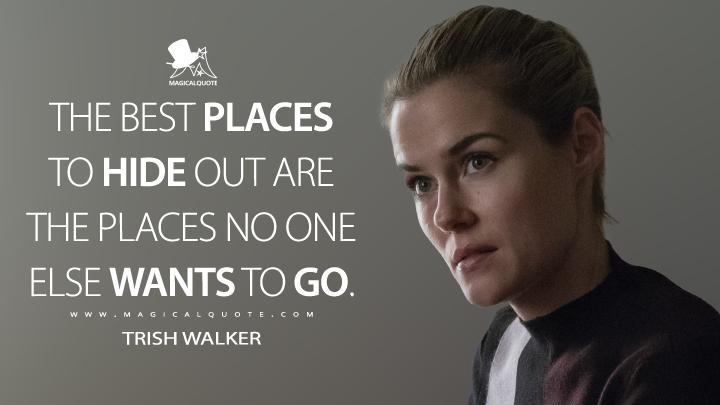 MAGICALQUOTE
THE BEST PLACES
TO HIDE OUT ARE
THE PLACES NO ONE
ELSE WANTS TO GO.
WWW.MAGICALQUOTE.COM
TRISH WALKER